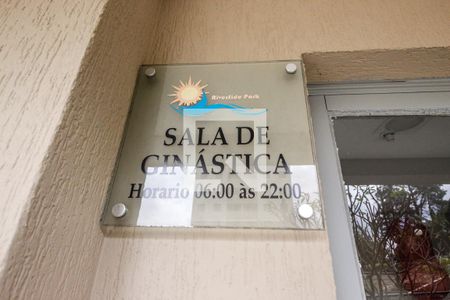 Riverside Park
SALA DE
GINÁSTICA
Horario 06:00 às 22:00